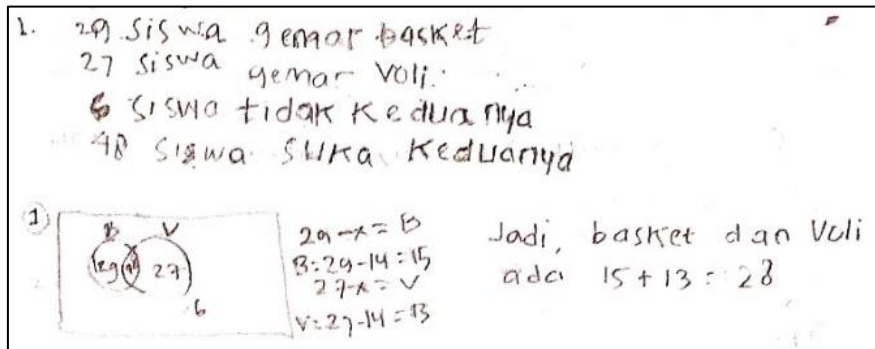 1. 29 siswa gemar basket
27 siswa gemar voli.
6 siswa tidak keduanya
48 siswa suka keduanya
1
B V
29 27
6
29-x = B
B = 29-14 = 15
27-x = V
V = 27-14 = 13
Jadi, basket dan voli
ada 15 + 13 = 28